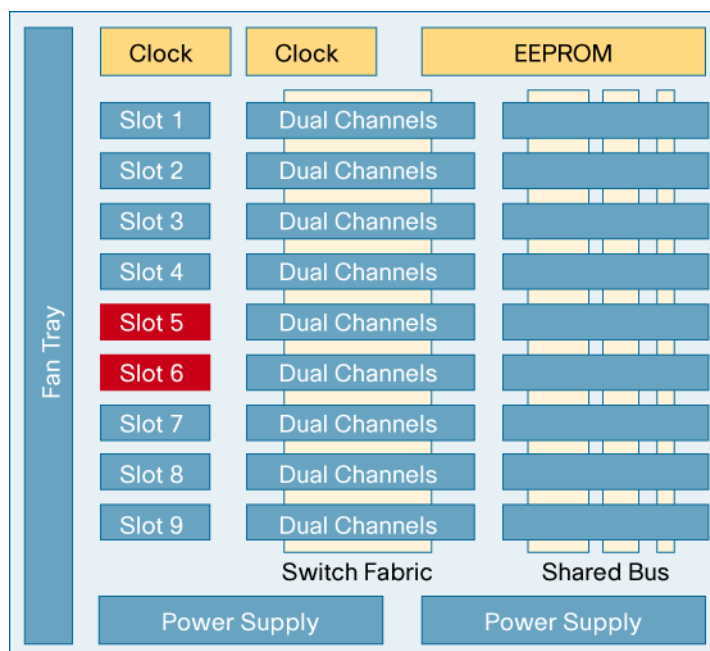 Clock
Clock
EEPROM
Slot 1
Dual Channels
Slot 2
Dual Channels
Slot 3
Dual Channels
Slot 4
Dual Channels
Slot 5
Dual Channels
Slot 6
Dual Channels
Slot 7
Dual Channels
Slot 8
Dual Channels
Slot 9
Dual Channels
Fan Tray
Switch Fabric
Shared Bus
Power Supply
Power Supply